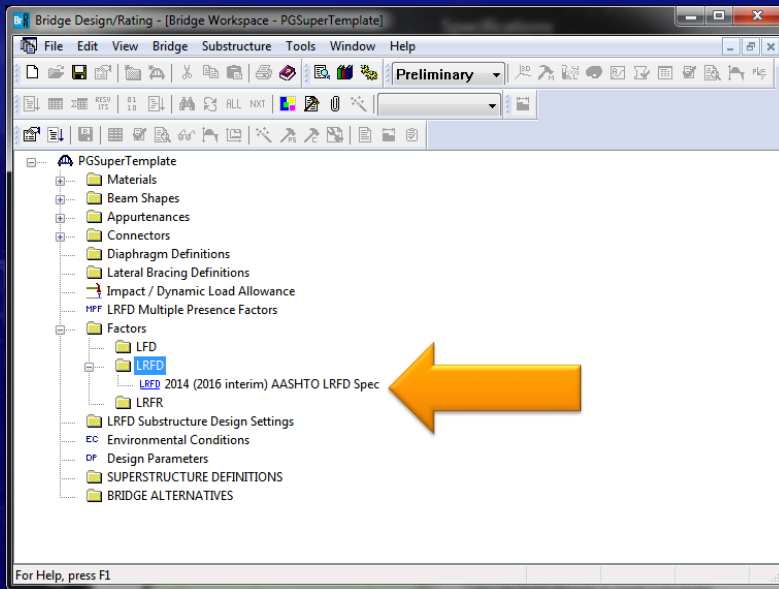 Br Bridge Design/Rating - [Bridge Workspace - PGSuperTemplate]
File Edit View Bridge Substructure Tools Window Help
Preliminary
ALL NXT
PGSuperTemplate
Materials
Beam Shapes
Appurtenances
Connectors
Diaphragm Definitions
Lateral Bracing Definitions
Impact / Dynamic Load Allowance
MPF LRFD Multiple Presence Factors
Factors
LFD
LRFD
LRFD 2014 (2016 interim) AASHTO LRFD Spec
LRFR
LRFD Substructure Design Settings
EC Environmental Conditions
DP Design Parameters
SUPERSTRUCTURE DEFINITIONS
BRIDGE ALTERNATIVES
For Help, press F1